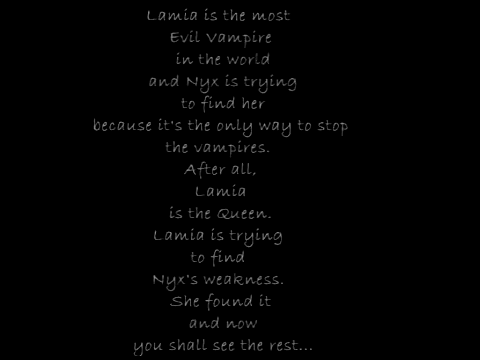 Lamia is the most
Evil Vampire
in the world
and Nyx is trying
to find her
because it's the only way to stop
the vampires.
After all,
Lamia
is the Queen.
Lamia is trying
to find
Nyx's weakness.
She found it
and now
you shall see the rest...